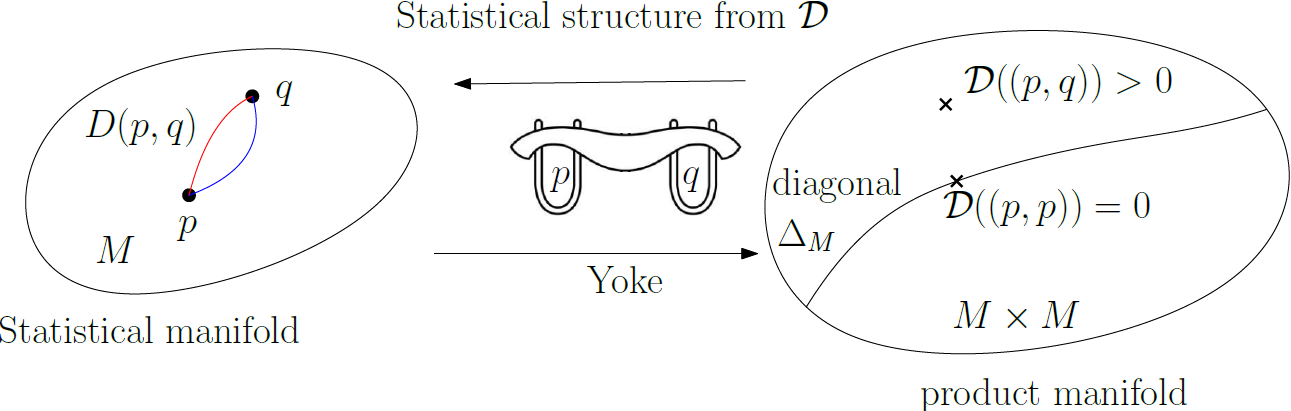 Statistical structure from 𝒟
q
D(p, q)
p
M
Statistical manifold
p
q
Yoke
𝒟((p, q)) > 0
diagonal
Δ_M
𝒟((p, p)) = 0
M × M
product manifold